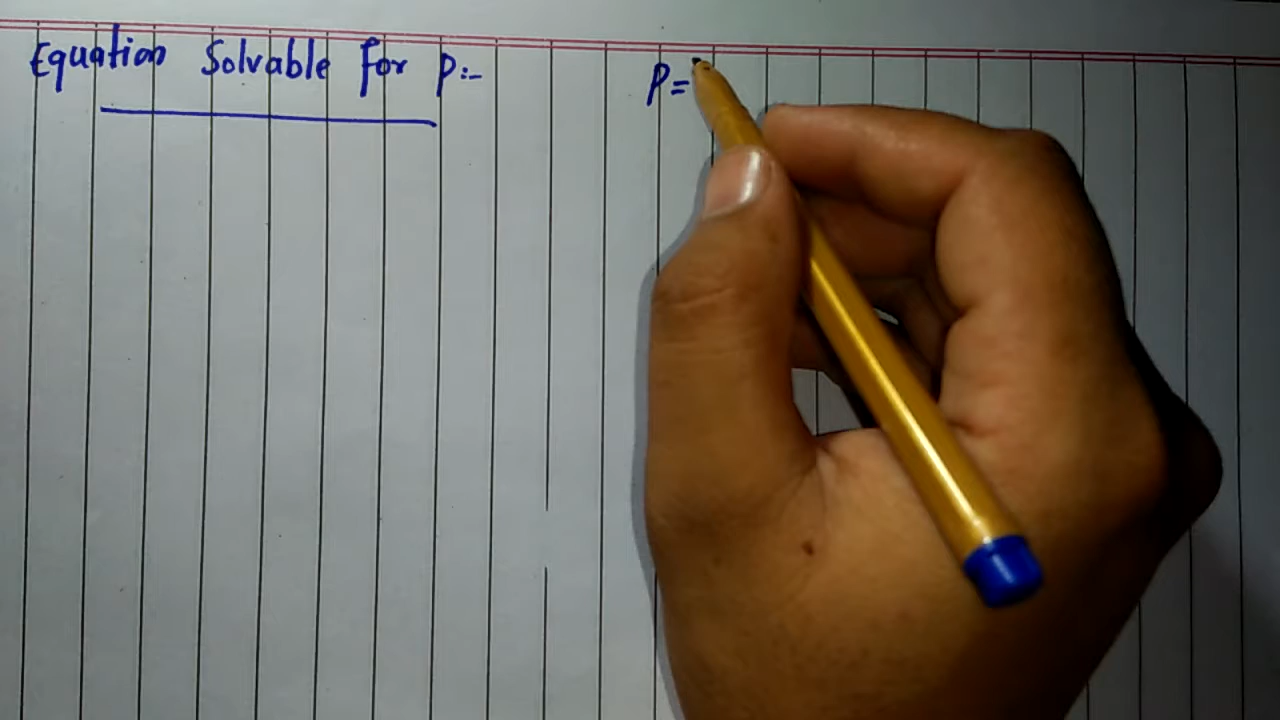 Equation Solvable for p:-
p=